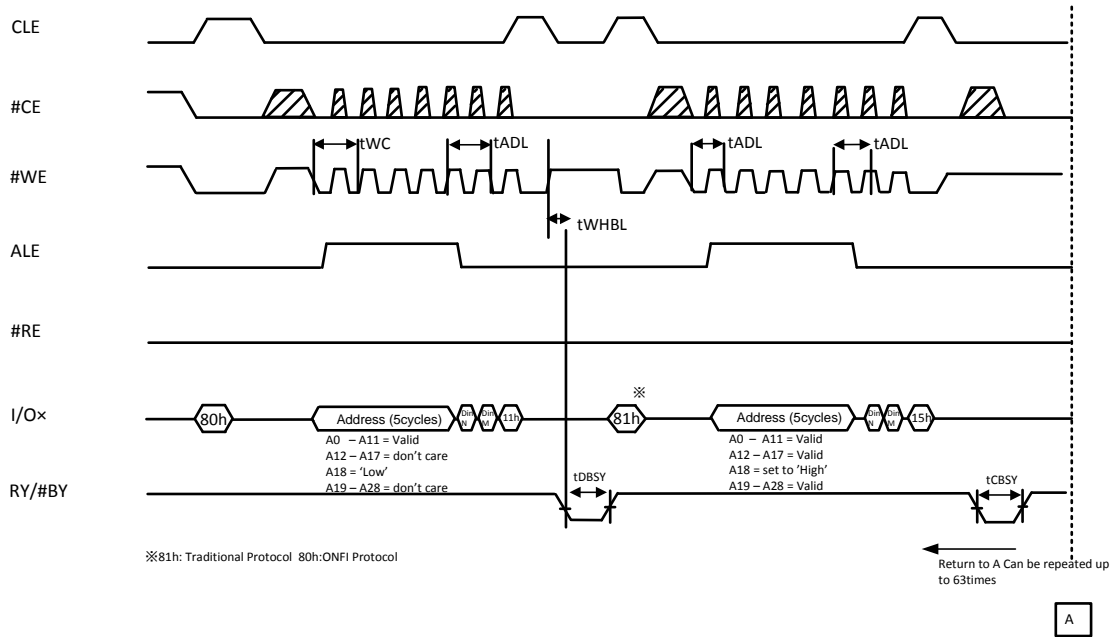 CLE
#CE
tWC
tADL
tADL
tADL
#WE
tWHBL
ALE
#RE
※
I/O×
80h
Address (5cycles)
Din N
Din M
11h
81h
Address (5cycles)
Din N
Din M
15h
A0 – A11 = Valid
A12 – A17 = don't care
A18 = 'Low'
A19 – A28 = don't care
A0 – A11 = Valid
A12 – A17 = Valid
A18 = set to 'High'
A19 – A28 = Valid
RY/#BY
tDBSY
tCBSY
※81h: Traditional Protocol 80h:ONFI Protocol
Return to A Can be repeated up
to 63times
A